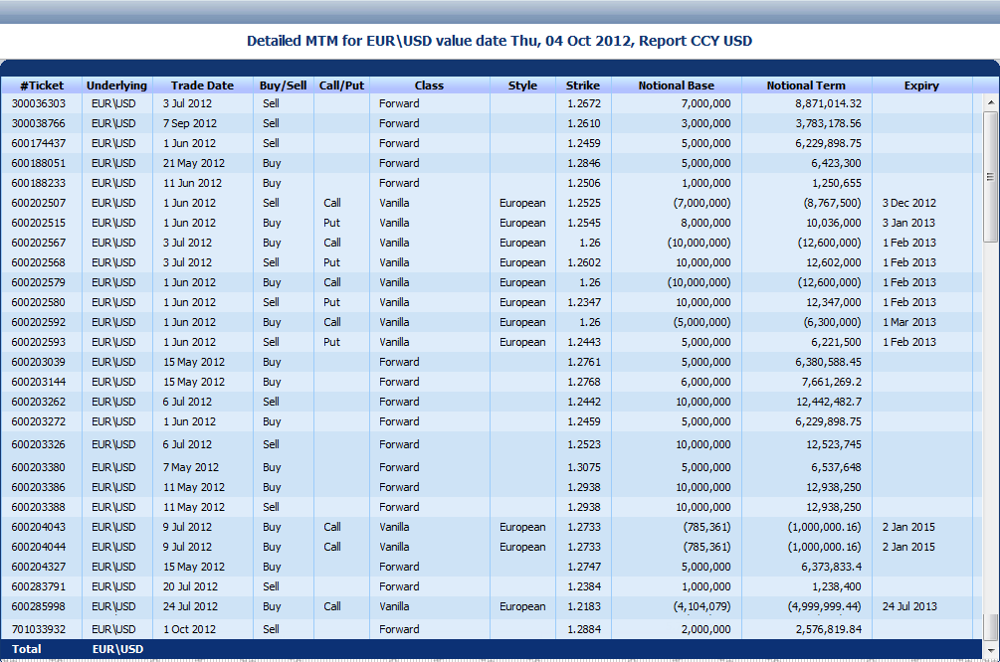 Detailed MTM for EUR\USD value date Thu, 04 Oct 2012, Report CCY USD
#Ticket Underlying Trade Date Buy/Sell Call/Put Class Style Strike Notional Base Notional Term Expiry
300036303 EUR\USD 3 Jul 2012 Sell Forward 1.2672 7,000,000 8,871,014.32
300038766 EUR\USD 7 Sep 2012 Sell Forward 1.2610 3,000,000 3,783,178.56
600174437 EUR\USD 1 Jun 2012 Sell Forward 1.2459 5,000,000 6,229,898.75
600188051 EUR\USD 21 May 2012 Buy Forward 1.2846 5,000,000 6,423,300
600188233 EUR\USD 11 Jun 2012 Buy Forward 1.2506 1,000,000 1,250,655
600202507 EUR\USD 1 Jun 2012 Sell Call Vanilla European 1.2525 (7,000,000) (8,767,500) 3 Dec 2012
600202515 EUR\USD 1 Jun 2012 Buy Put Vanilla European 1.2545 8,000,000 10,036,000 3 Jan 2013
600202567 EUR\USD 3 Jul 2012 Buy Call Vanilla European 1.26 (10,000,000) (12,600,000) 1 Feb 2013
600202568 EUR\USD 3 Jul 2012 Sell Put Vanilla European 1.2602 10,000,000 12,602,000 1 Feb 2013
600202579 EUR\USD 1 Jun 2012 Buy Call Vanilla European 1.26 (10,000,000) (12,600,000) 1 Feb 2013
600202580 EUR\USD 1 Jun 2012 Sell Put Vanilla European 1.2347 10,000,000 12,347,000 1 Feb 2013
600202592 EUR\USD 1 Jun 2012 Buy Call Vanilla European 1.26 (5,000,000) (6,300,000) 1 Mar 2013
600202593 EUR\USD 1 Jun 2012 Sell Put Vanilla European 1.2443 5,000,000 6,221,500 1 Feb 2013
600203039 EUR\USD 15 May 2012 Buy Forward 1.2761 5,000,000 6,380,588.45
600203144 EUR\USD 15 May 2012 Buy Forward 1.2768 6,000,000 7,661,269.2
600203262 EUR\USD 6 Jul 2012 Sell Forward 1.2442 10,000,000 12,442,482.7
600203272 EUR\USD 1 Jun 2012 Buy Forward 1.2459 5,000,000 6,229,898.75
600203326 EUR\USD 6 Jul 2012 Sell Forward 1.2523 10,000,000 12,523,745
600203380 EUR\USD 7 May 2012 Buy Forward 1.3075 5,000,000 6,537,648
600203386 EUR\USD 11 May 2012 Buy Forward 1.2938 10,000,000 12,938,250
600203388 EUR\USD 11 May 2012 Sell Forward 1.2938 10,000,000 12,938,250
600204043 EUR\USD 9 Jul 2012 Buy Call Vanilla European 1.2733 (785,361) (1,000,000.16) 2 Jan 2015
600204044 EUR\USD 9 Jul 2012 Buy Call Vanilla European 1.2733 (785,361) (1,000,000.16) 2 Jan 2015
600204327 EUR\USD 15 May 2012 Buy Forward 1.2747 5,000,000 6,373,833.4
600283791 EUR\USD 20 Jul 2012 Sell Forward 1.2384 1,000,000 1,238,400
600285998 EUR\USD 24 Jul 2012 Buy Call Vanilla European 1.2183 (4,104,079) (4,999,999.44) 24 Jul 2013
701033932 EUR\USD 1 Oct 2012 Sell Forward 1.2884 2,000,000 2,576,819.84
Total EUR\USD